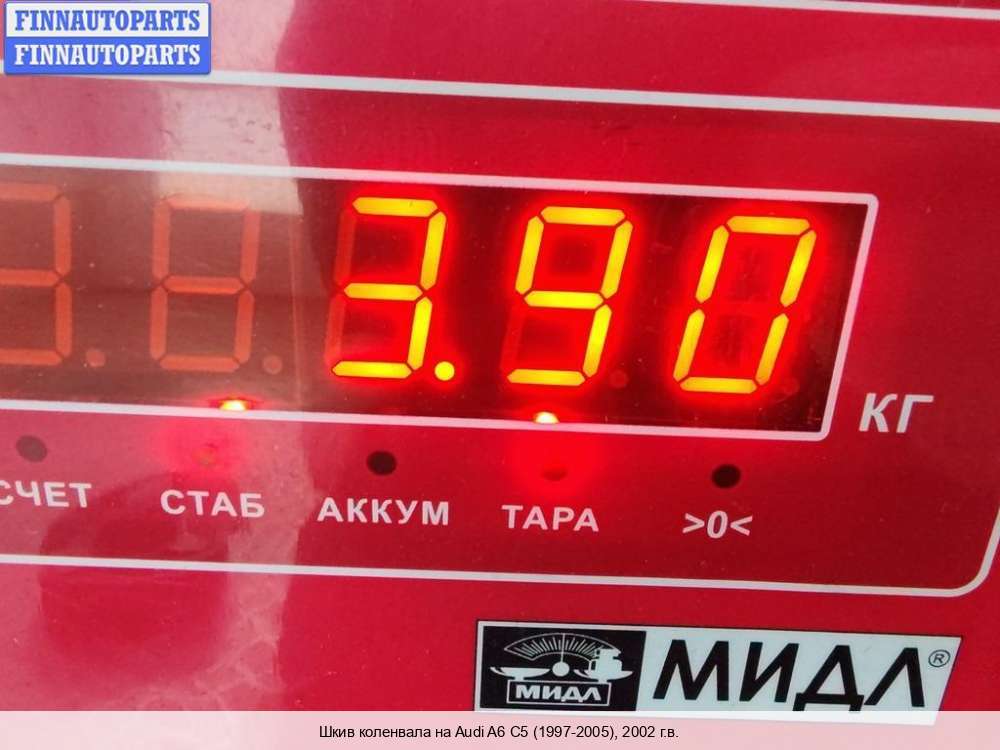 FINNAUTOPARTS
FINNAUTOPARTS
3.90
КГ
СЧЕТ СТАБ АККУМ ТАРА >0<
МИДЛ МИДЛ®
Шкив коленвала на Audi A6 C5 (1997-2005), 2002 г.в.